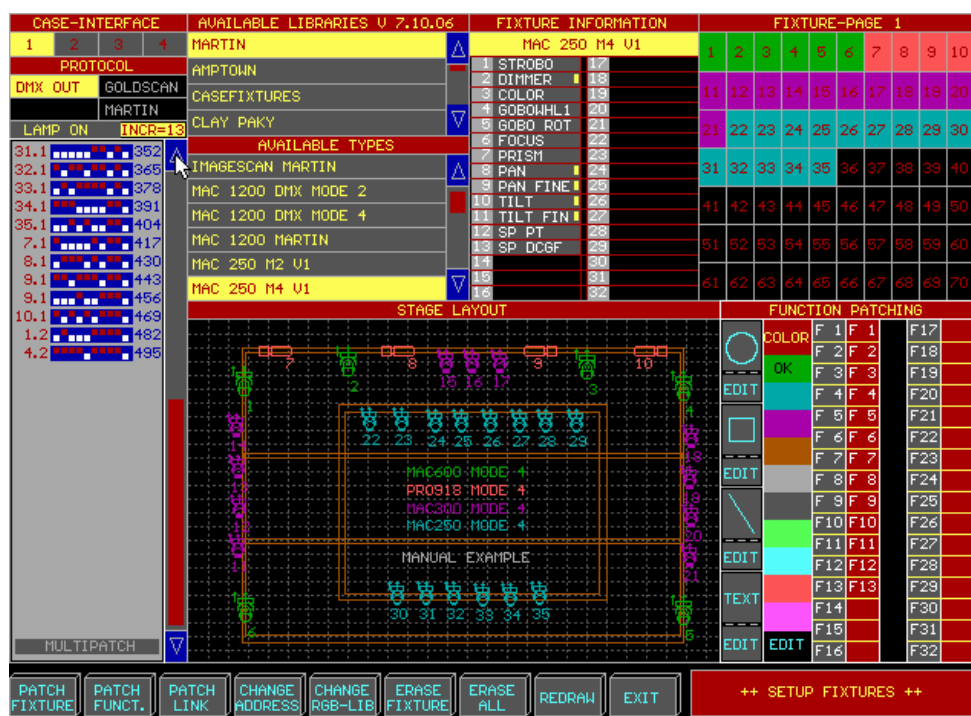 CASE-INTERFACE
1 2 3 4
PROTOCOL
DMX OUT GOLDSCAN
MARTIN
LAMP ON INCR=13
31.1 352
32.1 365
33.1 378
34.1 391
35.1 404
7.1 417
8.1 430
9.1 443
9.1 456
10.1 469
1.2 482
4.2 495
MULTIPATCH
AVAILABLE LIBRARIES V 7.10.06
MARTIN
AMPTOWN
CASEFIXTURES
CLAY PAKY
AVAILABLE TYPES
IMAGESCAN MARTIN
MAC 1200 DMX MODE 2
MAC 1200 DMX MODE 4
MAC 1200 MARTIN
MAC 250 M2 V1
MAC 250 M4 V1
FIXTURE INFORMATION
MAC 250 M4 V1
1 STROBO 17
2 DIMMER 18
3 COLOR 19
4 GOBOWHL1 20
5 GOBO ROT 21
6 FOCUS 22
7 PRISM 23
8 PAN 24
9 PAN FINE 25
10 TILT 26
11 TILT FIN 27
12 SP PT 28
13 SP DCGF 29
14 30
15 31
16 32
FIXTURE-PAGE 1
1 2 3 4 5 6 7 8 9 10
11 12 13 14 15 16 17 18 19 20
21 22 23 24 25 26 27 28 29 30
31 32 33 34 35 36 37 38 39 40
41 42 43 44 45 46 47 48 49 50
51 52 53 54 55 56 57 58 59 60
61 62 63 64 65 66 67 68 69 70
STAGE LAYOUT
7 2 8 15 16 17 9 3 10
4
22 23 24 25 26 27 28 29
MAC600 MODE 4
PRO918 MODE 4
MAC300 MODE 4
MAC250 MODE 4
MANUAL EXAMPLE
21
30 31 32 33 34 35
6 5
FUNCTION PATCHING
EDIT
EDIT
EDIT
TEXT
EDIT
COLOR
OK
EDIT
F 1 F 1 F17
F 2 F 2 F18
F 3 F 3 F19
F 4 F 4 F20
F 5 F 5 F21
F 6 F 6 F22
F 7 F 7 F23
F 8 F 8 F24
F 9 F 9 F25
F10 F10 F26
F11 F11 F27
F12 F12 F28
F13 F13 F29
F14 F30
F15 F31
F16 F32
PATCH FIXTURE
PATCH FUNCT.
PATCH LINK
CHANGE ADDRESS
CHANGE RGB-LIB
ERASE FIXTURE
ERASE ALL
REDRAW
EXIT
++ SETUP FIXTURES ++